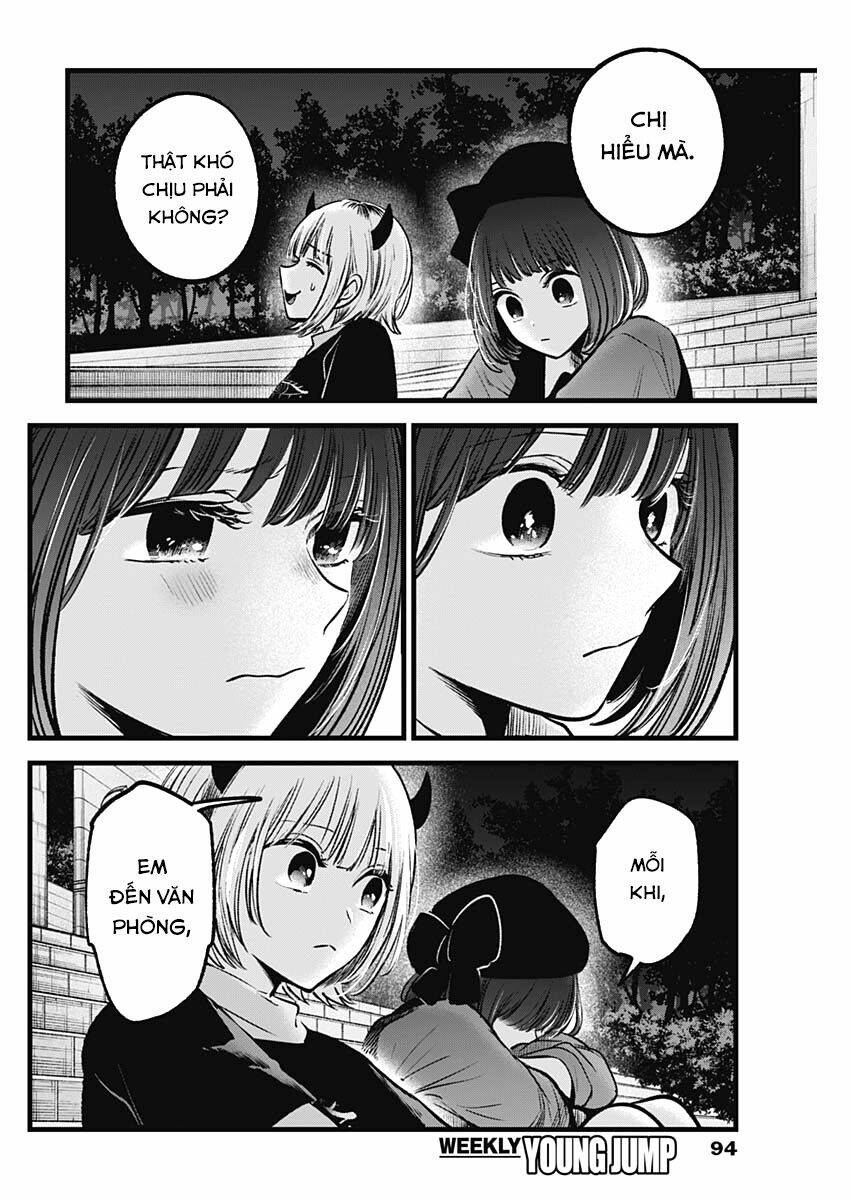 CHỊ
HIỂU MÀ.
THẬT KHÓ
CHỊU PHẢI
KHÔNG?
MỖI
KHI,
EM
ĐẾN VĂN
PHÒNG,
WEEKLY YOUNG JUMP 94